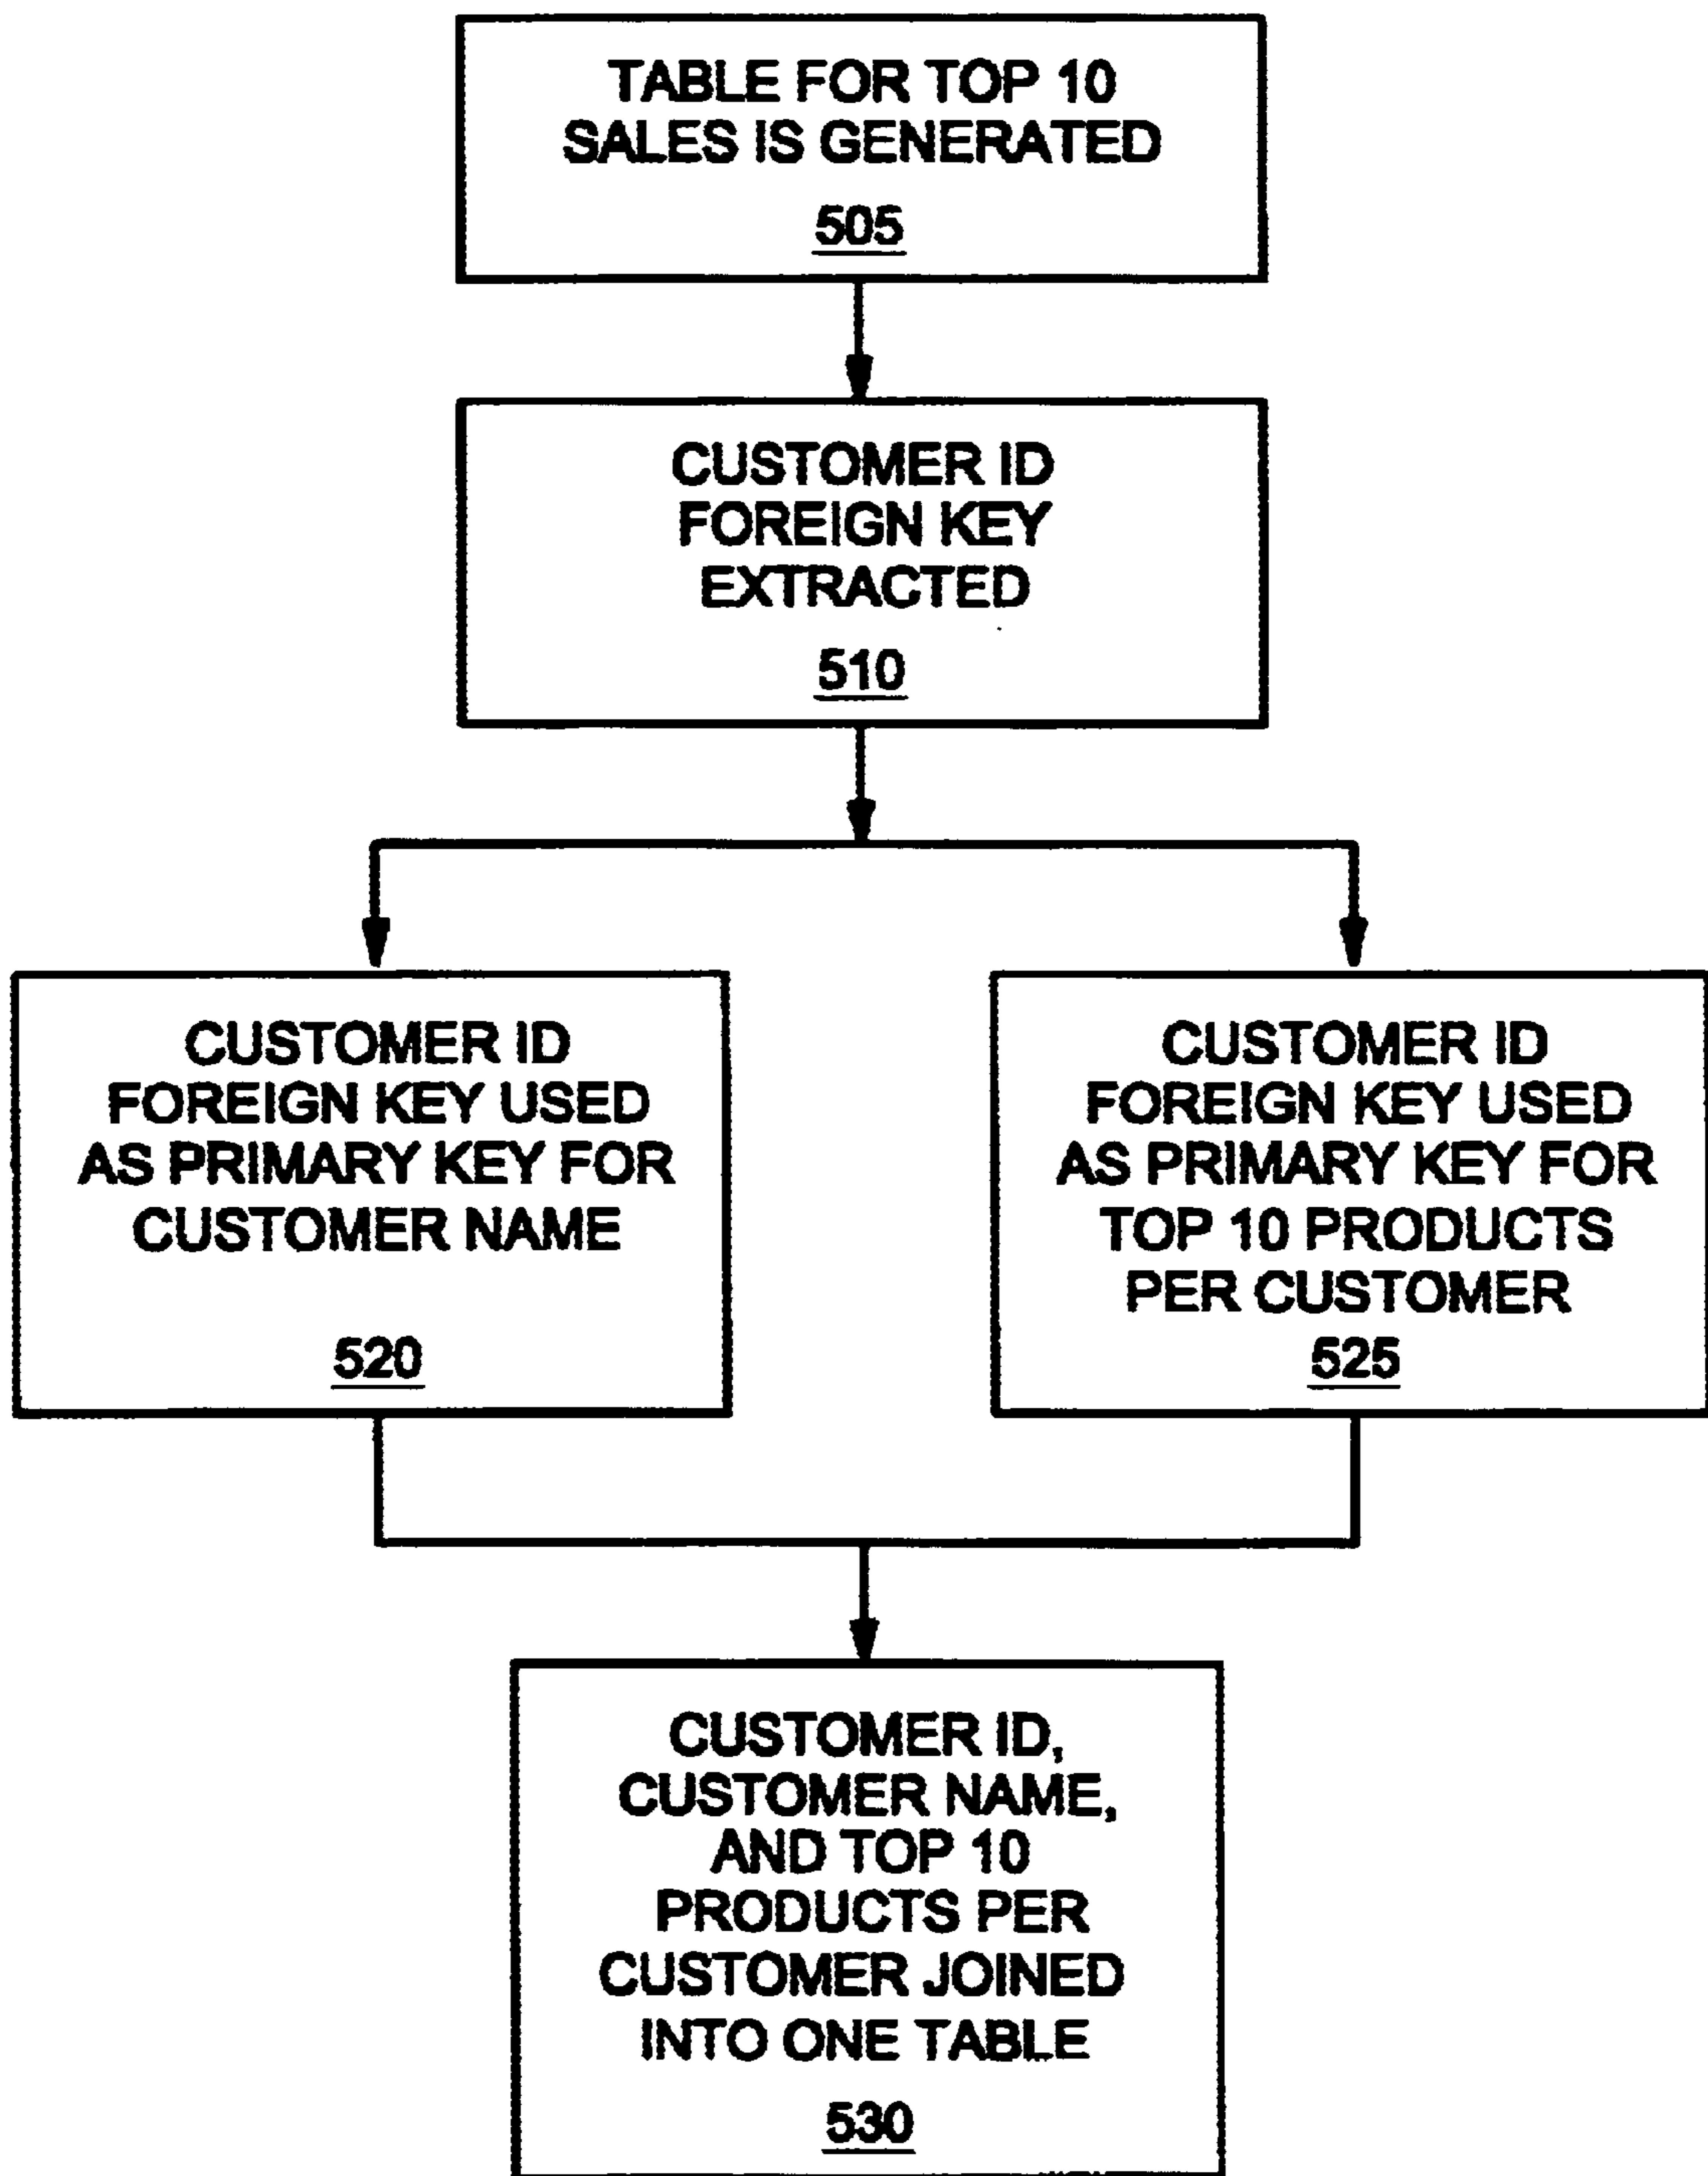 TABLE FOR TOP 10
SALES IS GENERATED
505
CUSTOMER ID
FOREIGN KEY
EXTRACTED
510
CUSTOMER ID
FOREIGN KEY USED
AS PRIMARY KEY FOR
CUSTOMER NAME
520
CUSTOMER ID
FOREIGN KEY USED
AS PRIMARY KEY FOR
TOP 10 PRODUCTS
PER CUSTOMER
525
CUSTOMER ID,
CUSTOMER NAME,
AND TOP 10
PRODUCTS PER
CUSTOMER JOINED
INTO ONE TABLE
530